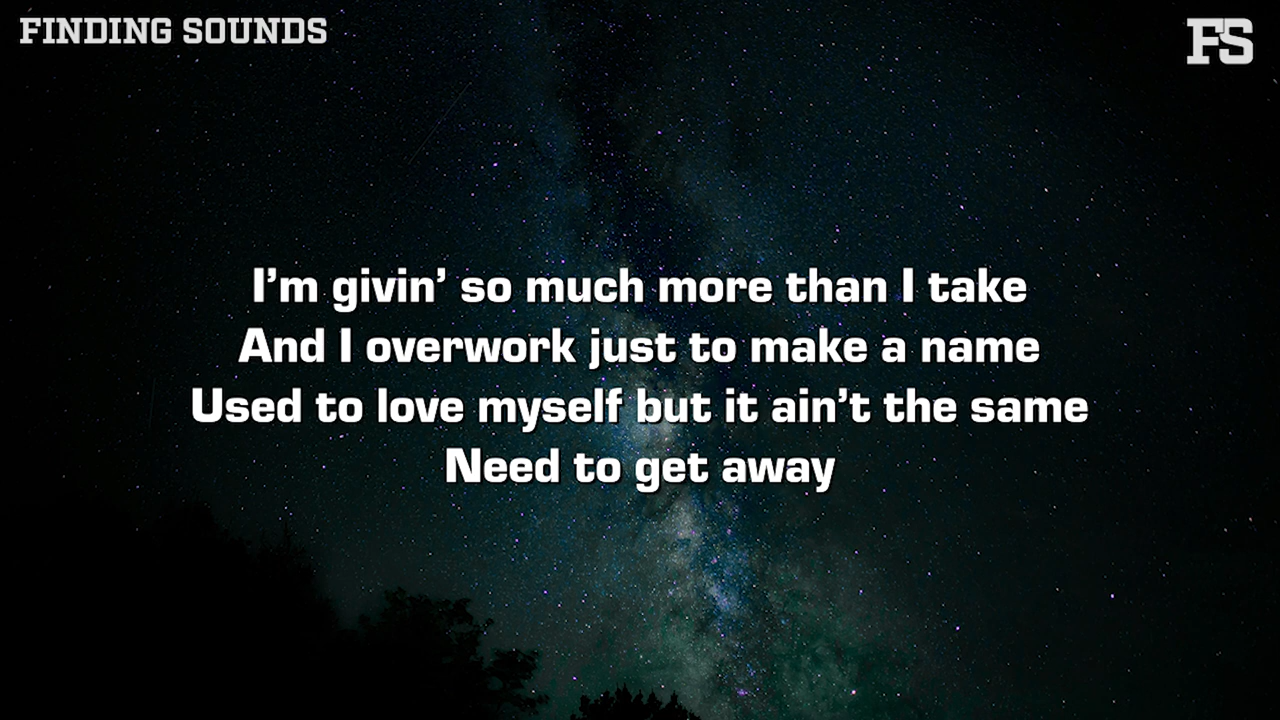 FINDING SOUNDS
FS
I'm givin' so much more than I take
And I overwork just to make a name
Used to love myself but it ain't the same
Need to get away